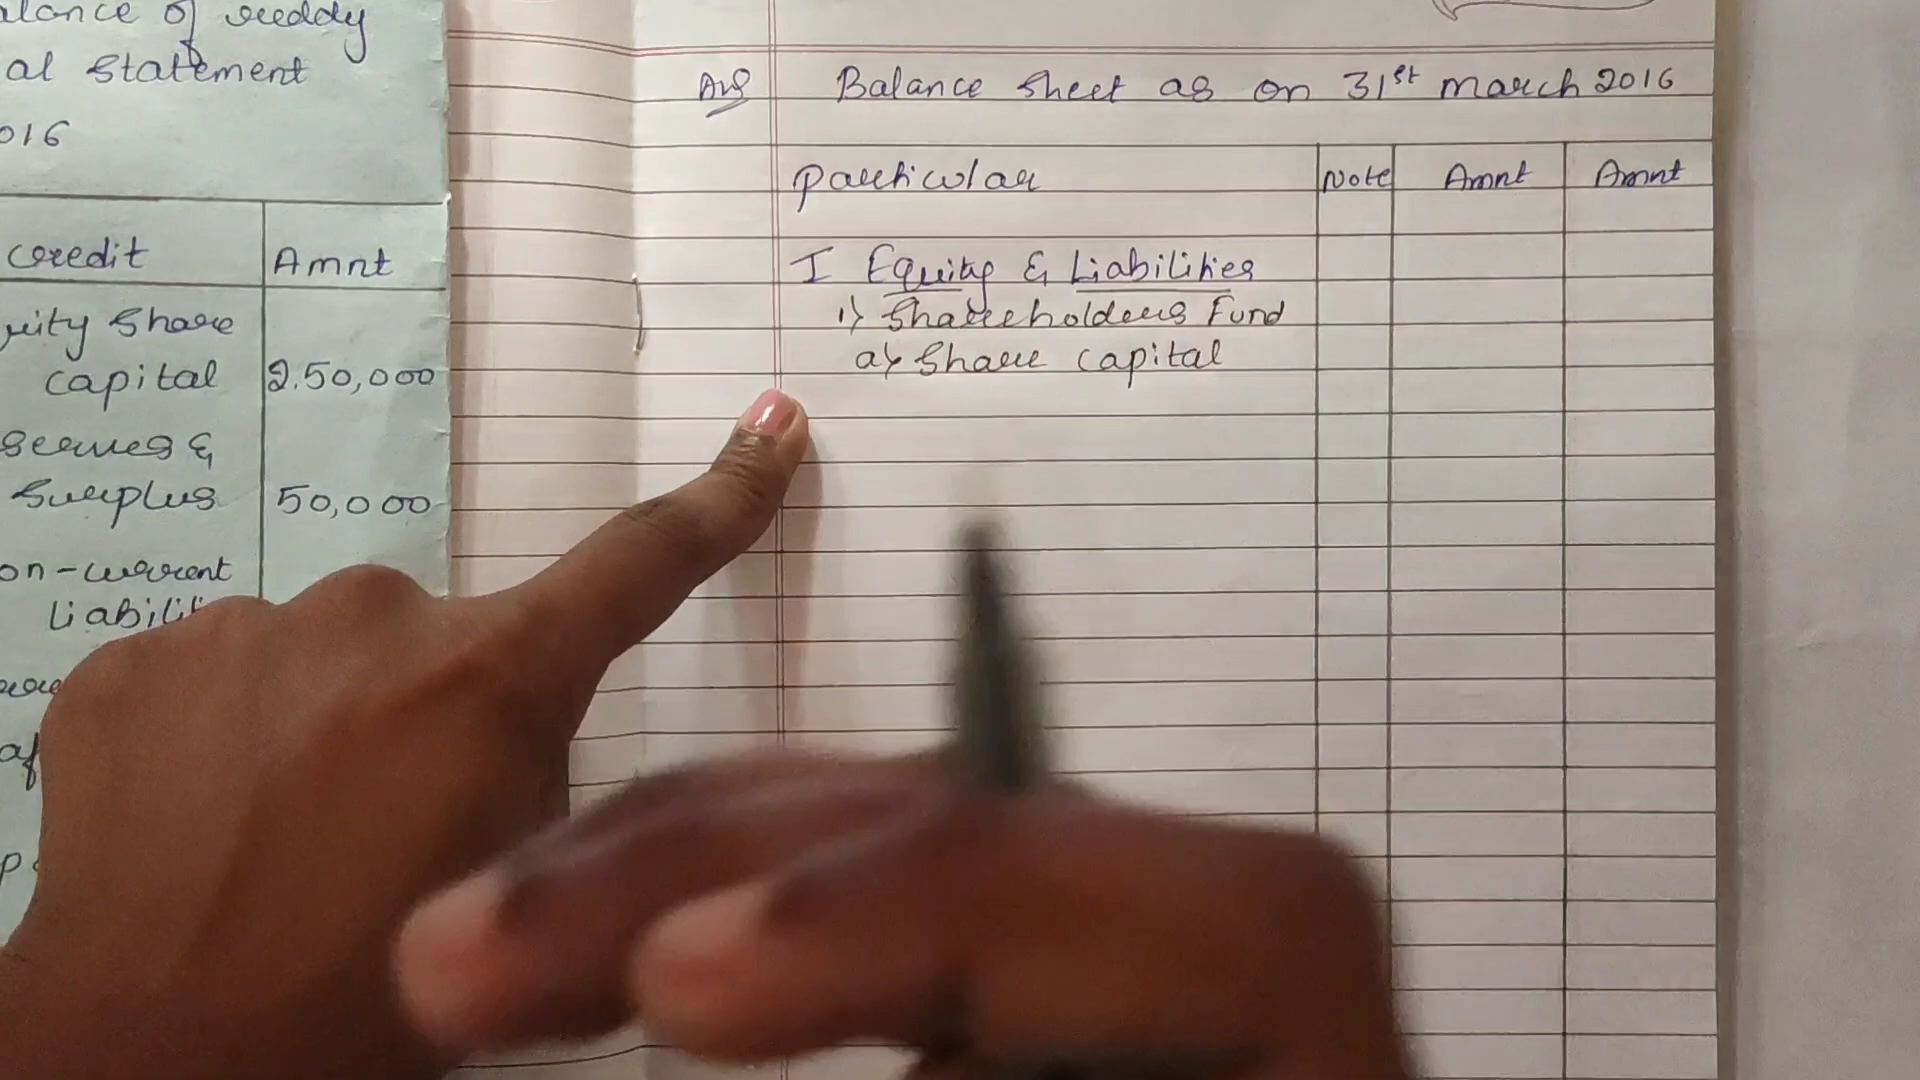 alance of reddy
al Statement
016
credit Amnt
uity Share
capital 2.50,000
serves &
Surplus 50,000
on-current
Liabilit
Ans Balance Sheet as on 31st march 2016
particular Note Amnt Amnt
I Equity & Liabilities
1) Shareholders Fund
a) Share capital